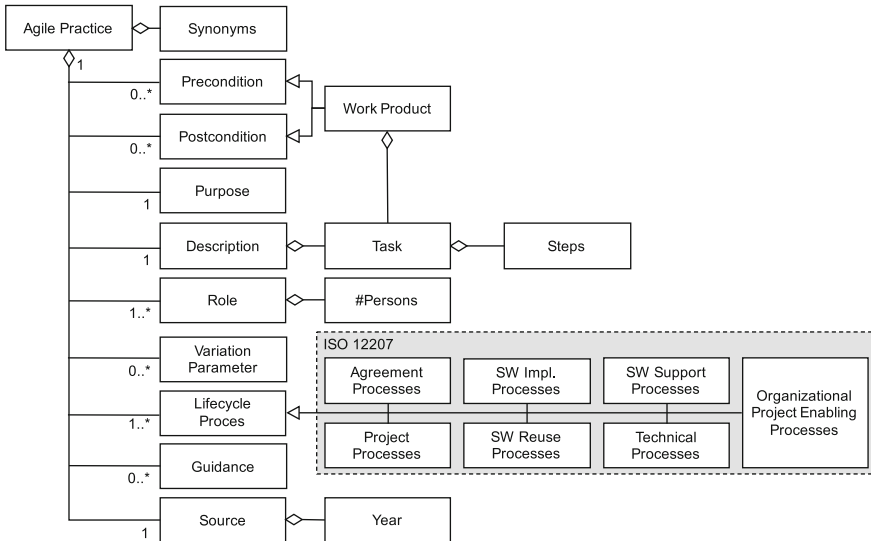 Agile Practice
Synonyms
1
Precondition
0..*
Work Product
Postcondition
0..*
Purpose
1
Description
Task
Steps
1
Role
#Persons
1..*
ISO 12207
Variation
Parameter
0..*
Agreement
Processes
SW Impl.
Processes
SW Support
Processes
Organizational
Project Enabling
Processes
Lifecycle
Proces
1..*
Project
Processes
SW Reuse
Processes
Technical
Processes
Guidance
0..*
Source
Year
1